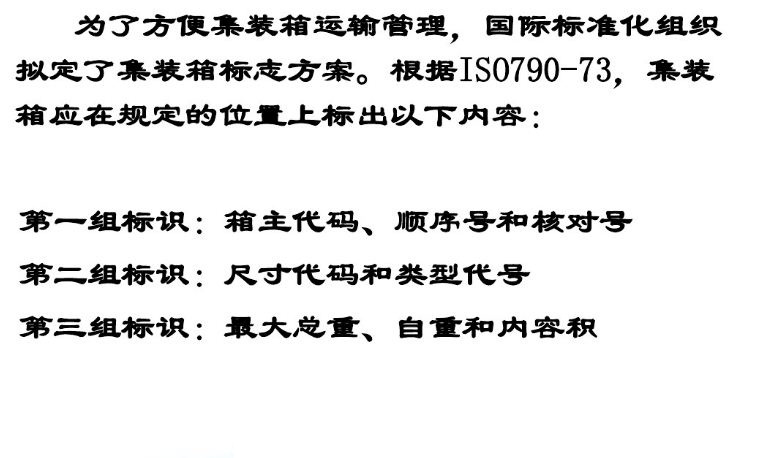 为了方便集装箱运输管理，国际标准化组织
拟定了集装箱标志方案。根据ISO790-73，集装
箱应在规定的位置上标出以下内容：
第一组标识：箱主代码、顺序号和核对号
第二组标识：尺寸代码和类型代号
第三组标识：最大总重、自重和内容积